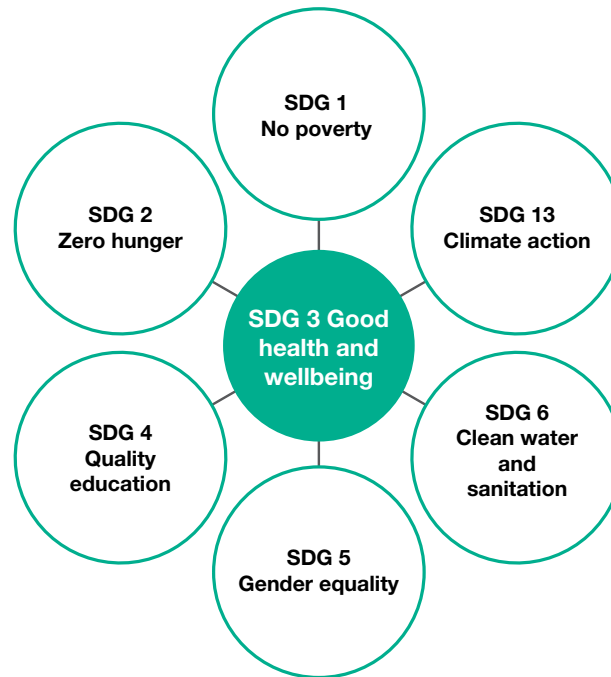 SDG 1
No poverty
SDG 2
Zero hunger
SDG 13
Climate action
SDG 3 Good
health and
wellbeing
SDG 4
Quality
education
SDG 6
Clean water
and
sanitation
SDG 5
Gender equality